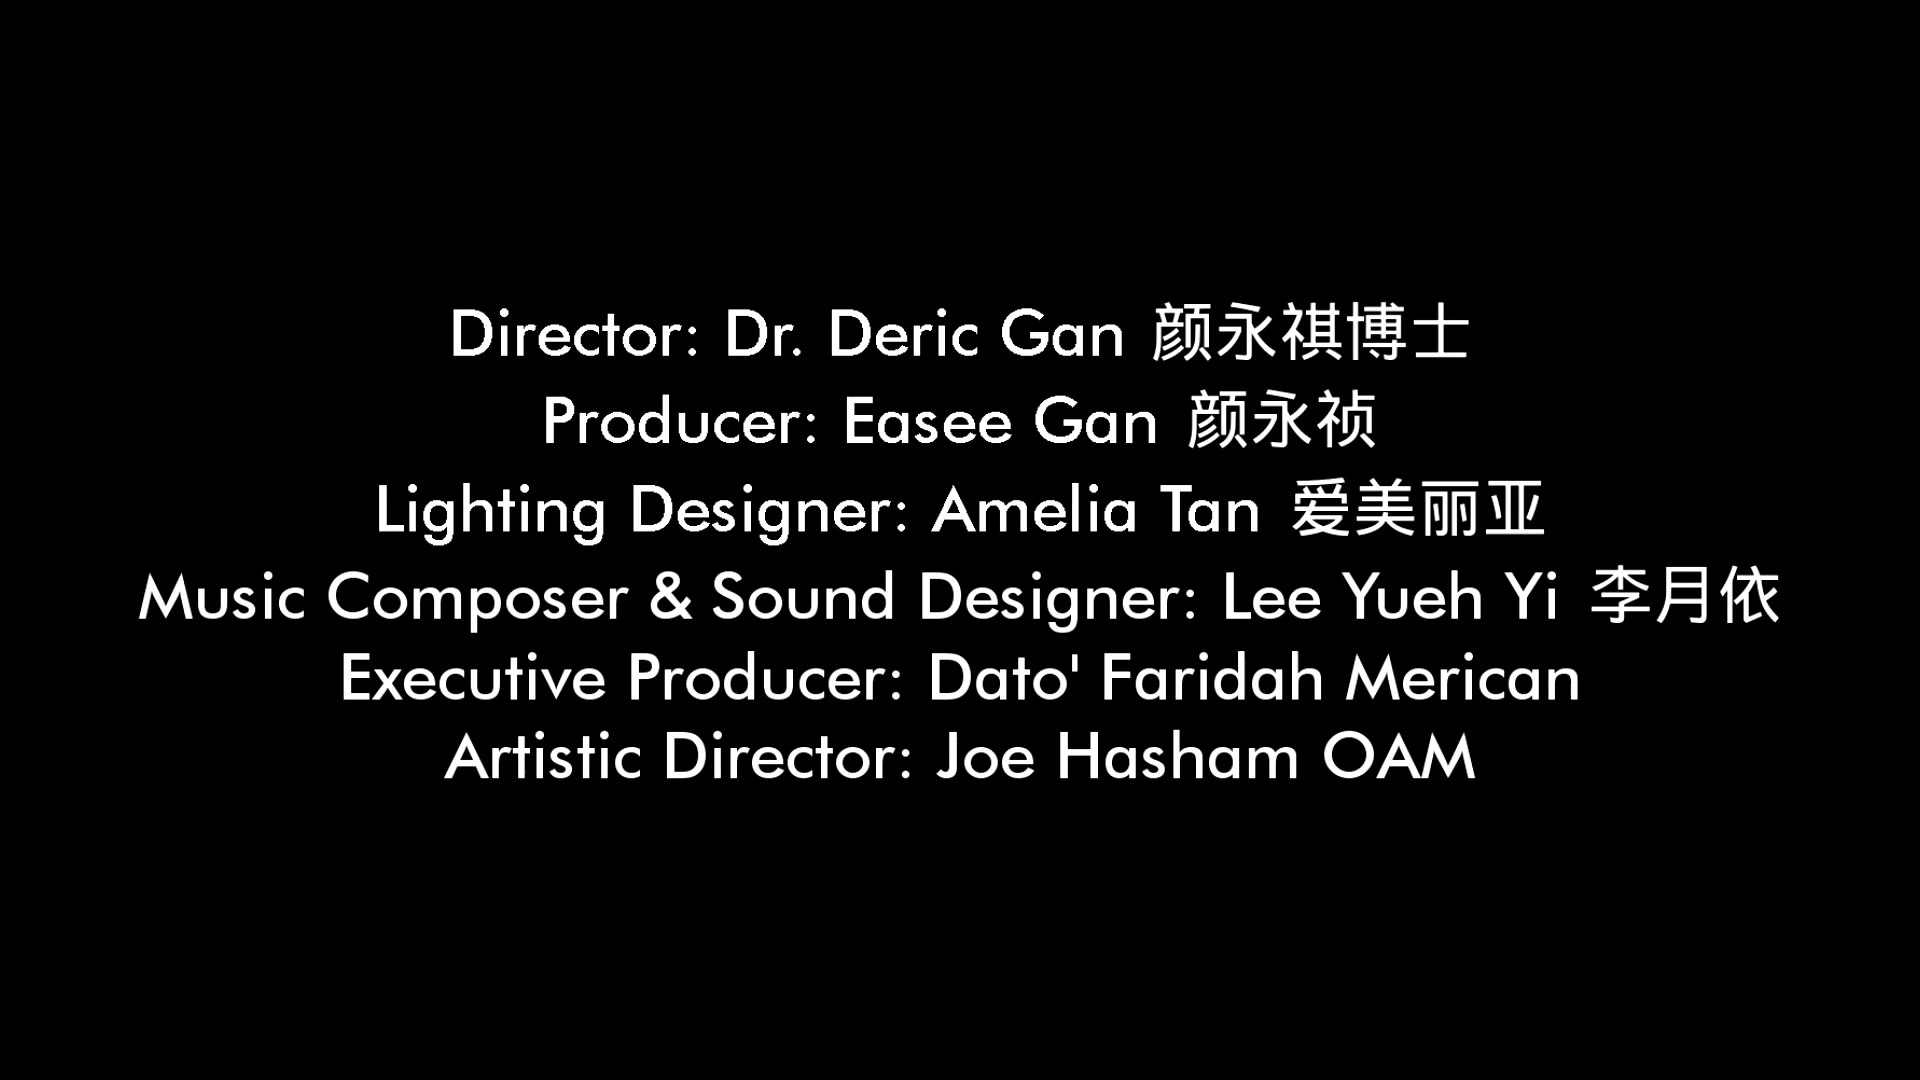 Director: Dr. Deric Gan 颜永祺博士
Producer: Easee Gan 颜永祯
Lighting Designer: Amelia Tan 爱美丽亚
Music Composer & Sound Designer: Lee Yueh Yi 李月依
Executive Producer: Dato' Faridah Merican
Artistic Director: Joe Hasham OAM